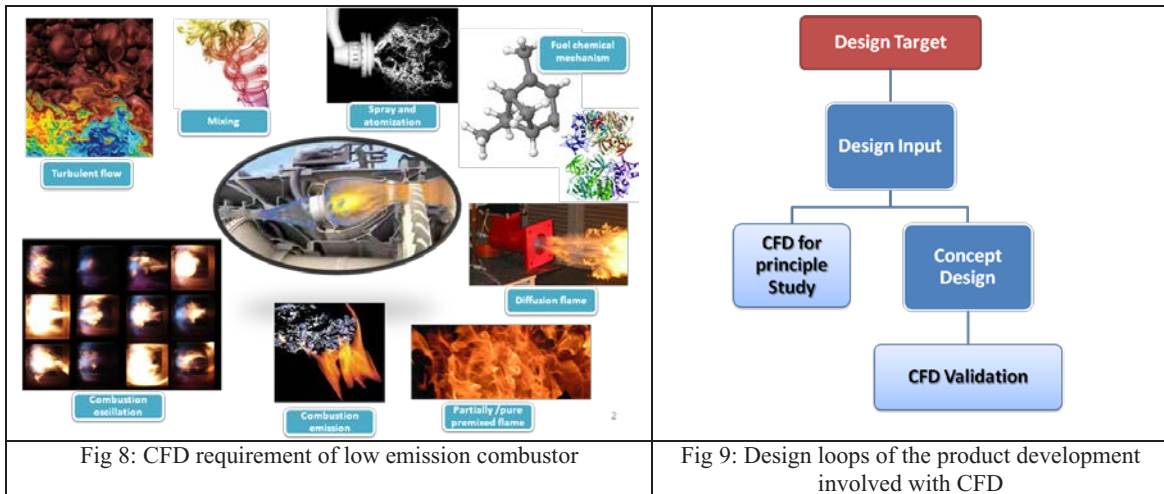 Turbulent flow
Mixing
Spray and
atomization
Fuel chemical
mechanism
Diffusion flame
Combustion
oscillation
Combustion
emission
Partially /pure
premixed flame
2
Fig 8: CFD requirement of low emission combustor
Design Target
Design Input
CFD for
principle
Study
Concept
Design
CFD Validation
Fig 9: Design loops of the product development
involved with CFD